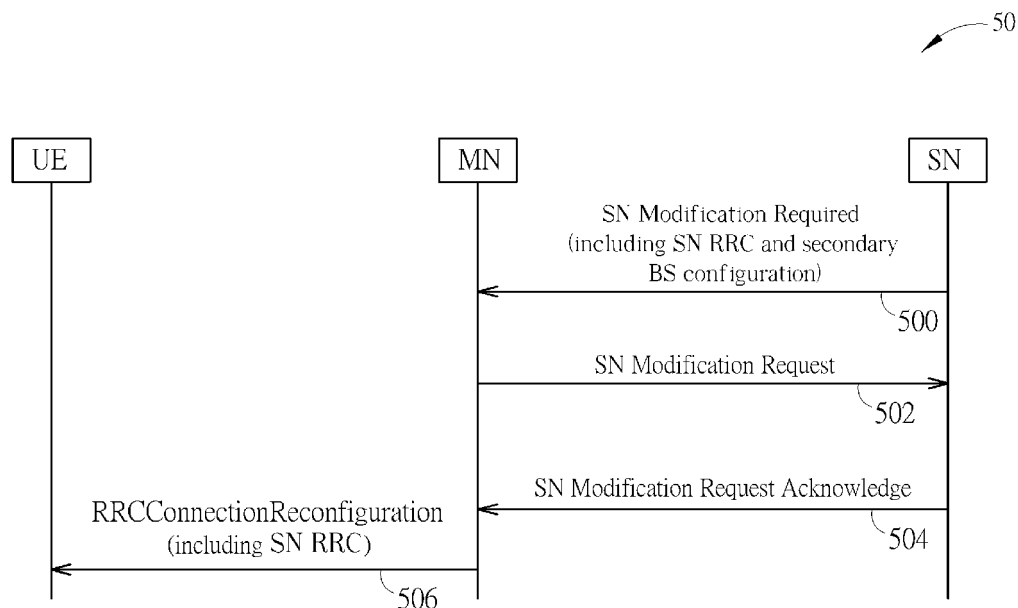 50
UE
MN
SN
SN Modification Required
(including SN RRC and secondary
BS configuration)
500
SN Modification Request
502
SN Modification Request Acknowledge
504
RRCConnectionReconfiguration
(including SN RRC)
506